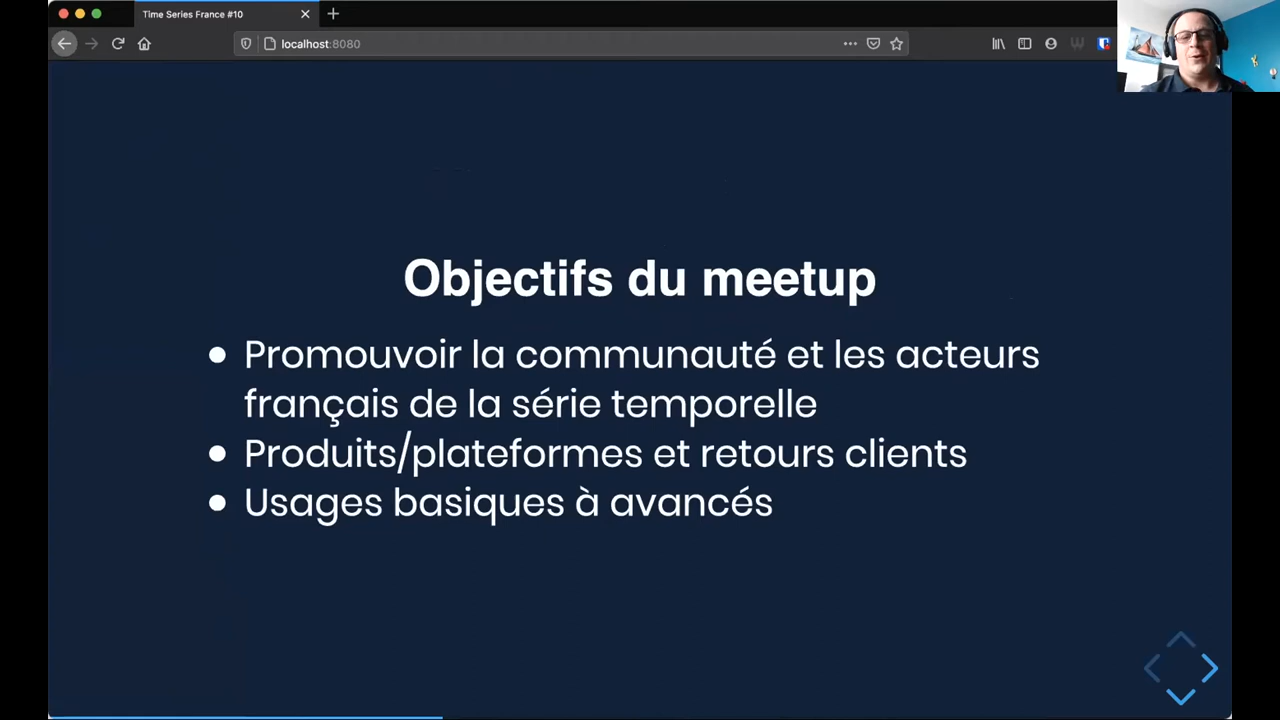 Time Series France #10
localhost:8080
Objectifs du meetup
Promouvoir la communauté et les acteurs
français de la série temporelle
Produits/plateformes et retours clients
Usages basiques à avancés